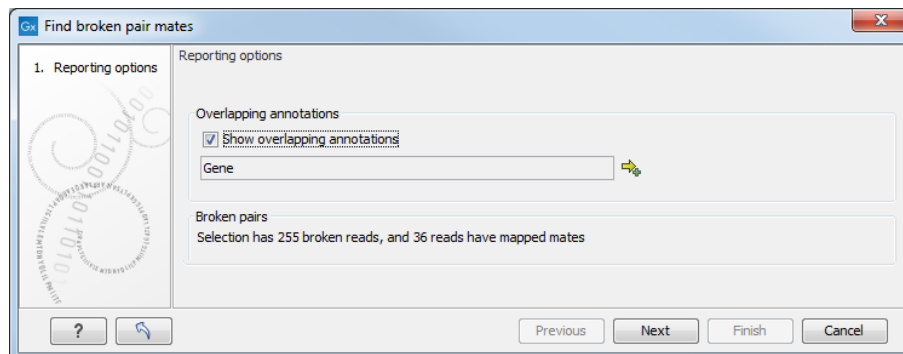 Gx Find broken pair mates
1. Reporting options
Reporting options
Overlapping annotations
Show overlapping annotations
Gene
Broken pairs
Selection has 255 broken reads, and 36 reads have mapped mates
?
Previous
Next
Finish
Cancel